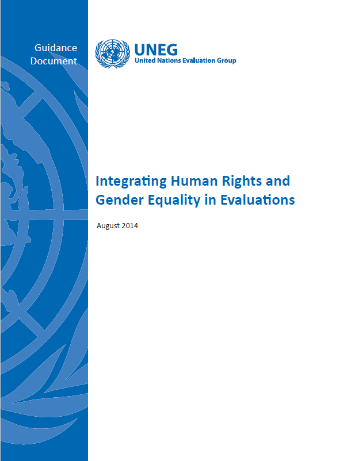 Guidance
Document
UNEG
United Nations Evaluation Group
Integrating Human Rights and
Gender Equality in Evaluations
August 2014